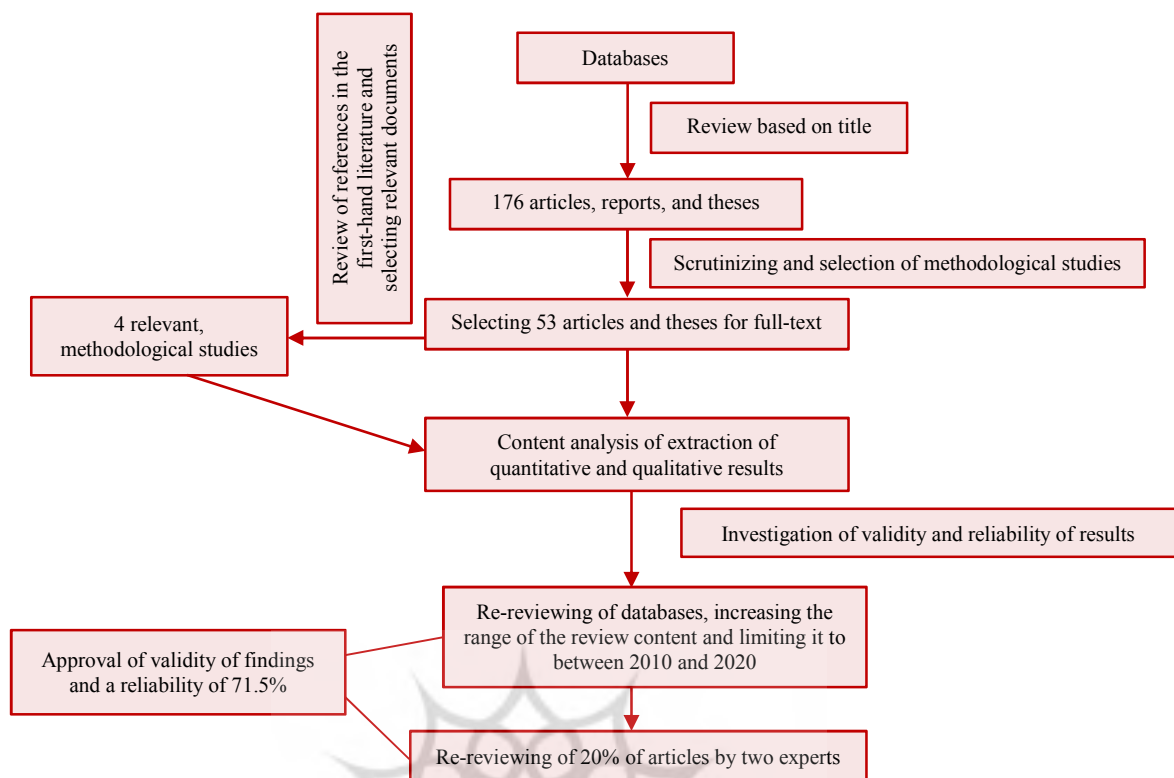 Databases
Review based on title
176 articles, reports, and theses
Scrutinizing and selection of methodological studies
Review of references in the
first-hand literature and
selecting relevant documents
Selecting 53 articles and theses for full-text
4 relevant,
methodological studies
Content analysis of extraction of
quantitative and qualitative results
Investigation of validity and reliability of results
Re-reviewing of databases, increasing the
range of the review content and limiting it to
between 2010 and 2020
Approval of validity of findings
and a reliability of 71.5%
Re-reviewing of 20% of articles by two experts